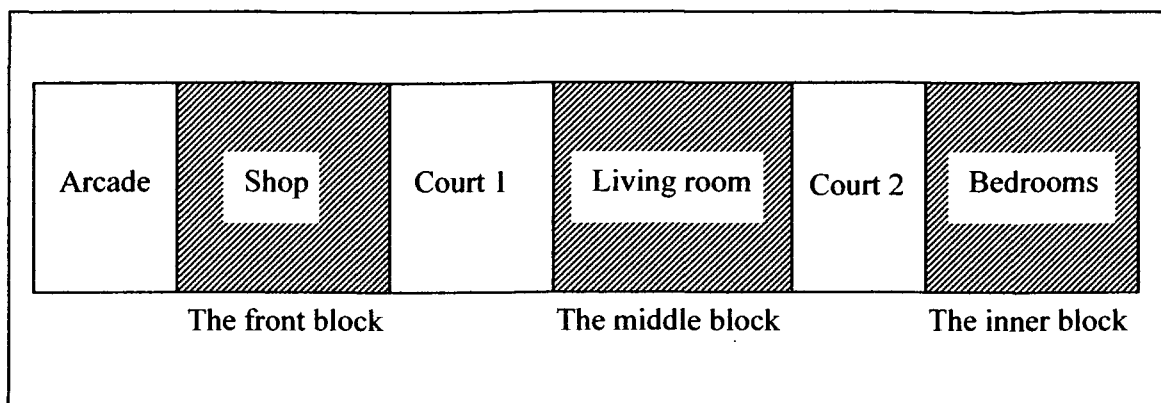 Arcade
Shop
Court 1
Living room
Court 2
Bedrooms
The front block
The middle block
The inner block